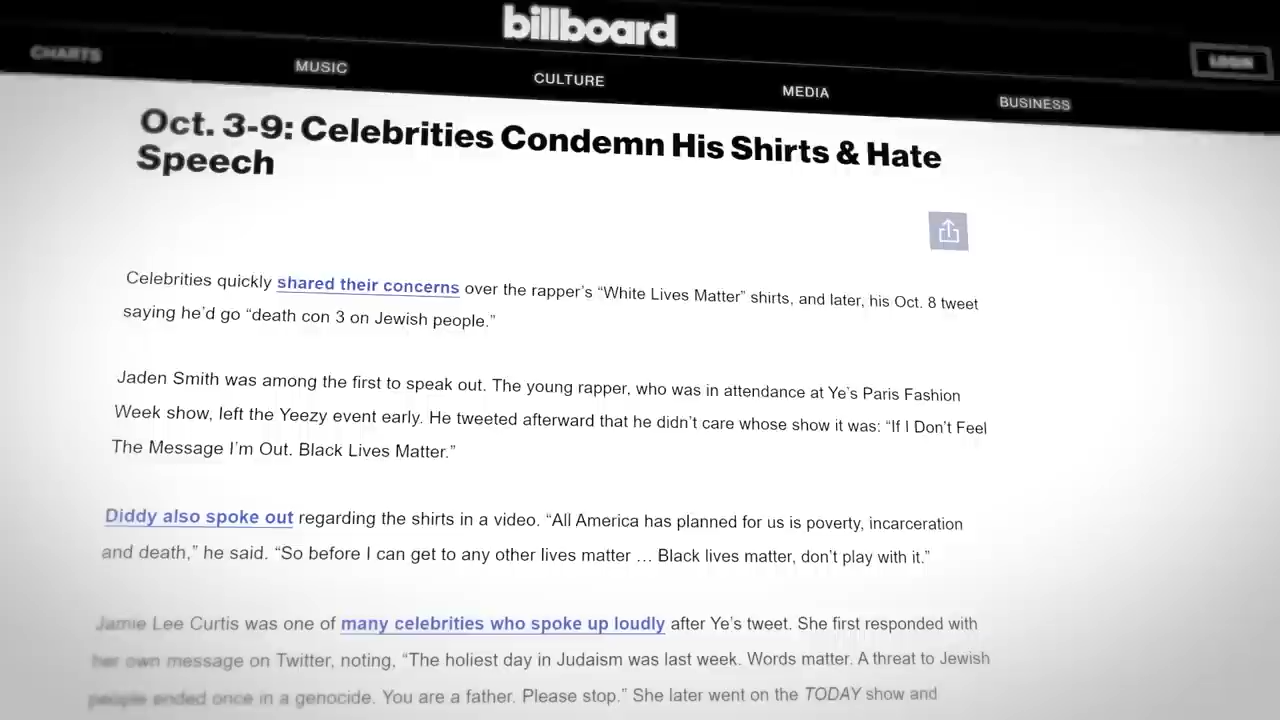 billboard
CHARTS
MUSIC
CULTURE
MEDIA
BUSINESS
LOGIN
Oct. 3-9: Celebrities Condemn His Shirts & Hate
Speech
Celebrities quickly shared their concerns over the rapper’s “White Lives Matter” shirts, and later, his Oct. 8 tweet
saying he’d go “death con 3 on Jewish people.”
Jaden Smith was among the first to speak out. The young rapper, who was in attendance at Ye’s Paris Fashion
Week show, left the Yeezy event early. He tweeted afterward that he didn’t care whose show it was: “If I Don’t Feel
The Message I’m Out. Black Lives Matter.”
Diddy also spoke out regarding the shirts in a video. “All America has planned for us is poverty, incarceration
and death,” he said. “So before I can get to any other lives matter … Black lives matter, don’t play with it.”
Jamie Lee Curtis was one of many celebrities who spoke up loudly after Ye’s tweet. She first responded with
her own message on Twitter, noting, “The holiest day in Judaism was last week. Words matter. A threat to Jewish
people ended once in a genocide. You are a father. Please stop.” She later went on the TODAY show and